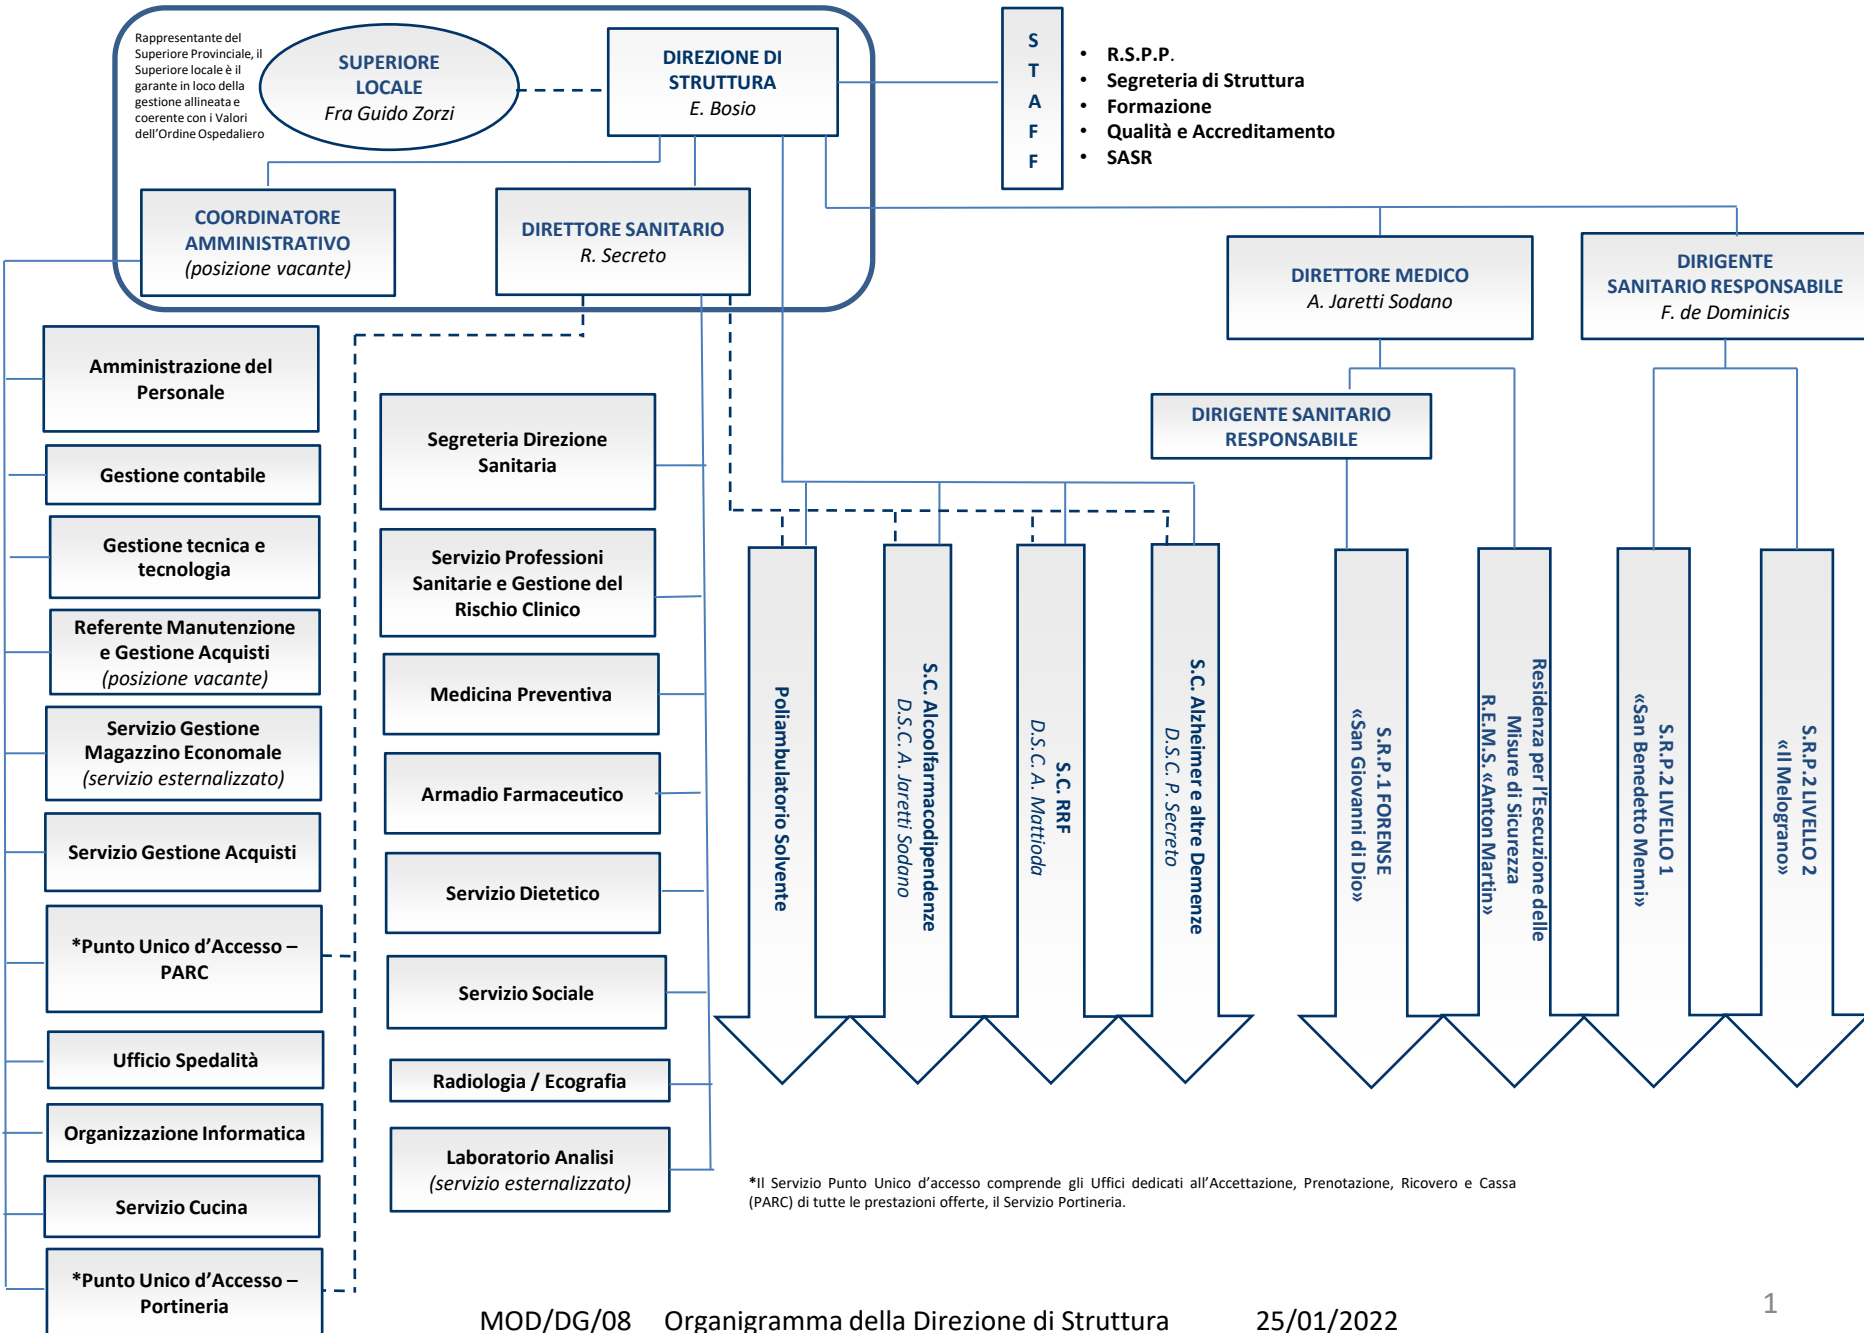 Rappresentante del
Superiore Provinciale, il
Superiore locale è il
garante in loco della
gestione allineata e
coerente con i Valori
dell'Ordine Ospedaliero
SUPERIORE
LOCALE
Fra Guido Zorzi
DIREZIONE DI
STRUTTURA
E. Bosio
S
T
A
F
F
• R.S.P.P.
• Segreteria di Struttura
• Formazione
• Qualità e Accreditamento
• SASR
COORDINATORE
AMMINISTRATIVO
(posizione vacante)
DIRETTORE SANITARIO
R. Secreto
DIRETTORE MEDICO
A. Jaretti Sodano
DIRIGENTE
SANITARIO RESPONSABILE
F. de Dominicis
DIRIGENTE SANITARIO
RESPONSABILE
Amministrazione del
Personale
Gestione contabile
Gestione tecnica e
tecnologia
Referente Manutenzione
e Gestione Acquisti
(posizione vacante)
Servizio Gestione
Magazzino Economale
(servizio esternalizzato)
Servizio Gestione Acquisti
*Punto Unico d'Accesso –
PARC
Ufficio Spedalità
Organizzazione Informatica
Servizio Cucina
*Punto Unico d'Accesso –
Portineria
Segreteria Direzione
Sanitaria
Servizio Professioni
Sanitarie e Gestione del
Rischio Clinico
Medicina Preventiva
Armadio Farmaceutico
Servizio Dietetico
Servizio Sociale
Radiologia / Ecografia
Laboratorio Analisi
(servizio esternalizzato)
Poliambulatorio Solvente
S.C. Alcoolfarmacodipendenze
D.S.C. A. Jaretti Sodano
S.C. RRF
D.S.C. A. Mattioda
S.C. Alzheimer e altre Demenze
D.S.C. P. Secreto
S.R.P.1 FORENSE
«San Giovanni di Dio»
Residenza per l'Esecuzione delle
Misure di Sicurezza
R.E.M.S. «Anton Martin»
S.R.P.2 LIVELLO 1
«San Benedetto Menni»
S.R.P.2 LIVELLO 2
«Il Melograno»
*Il Servizio Punto Unico d'accesso comprende gli Uffici dedicati all'Accettazione, Prenotazione, Ricovero e Cassa
(PARC) di tutte le prestazioni offerte, il Servizio Portineria.
MOD/DG/08 Organigramma della Direzione di Struttura 25/01/2022
1